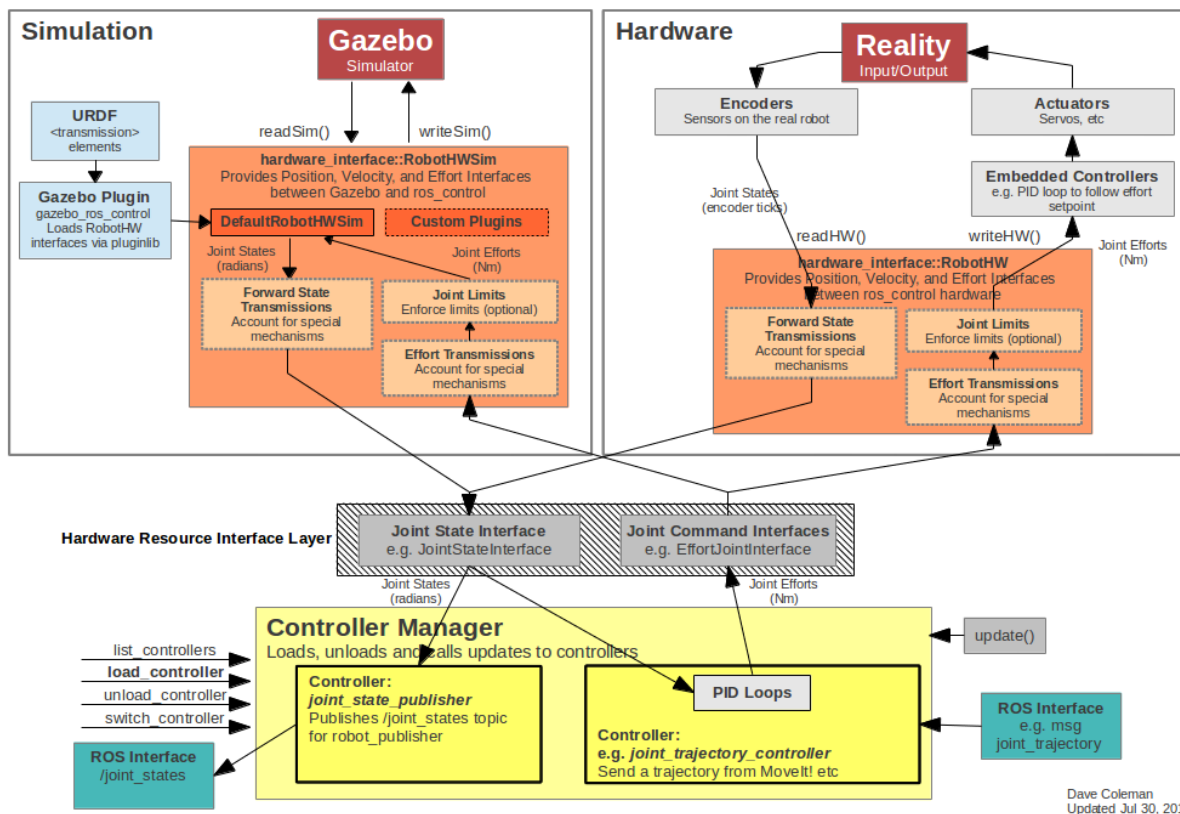 Simulation
Gazebo
Simulator
URDF
<transmission>
elements
readSim()
writeSim()
Gazebo Plugin
gazebo_ros_control
Loads RobotHW
interfaces via pluginlib
hardware_interface::RobotHWSim
Provides Position, Velocity, and Effort Interfaces
between Gazebo and ros_control
DefaultRobotHWSim
Custom Plugins
Joint States
(radians)
Joint Efforts
(Nm)
Forward State
Transmissions
Account for special
mechanisms
Joint Limits
Enforce limits (optional)
Effort Transmissions
Account for special
mechanisms
Hardware
Reality
Input/Output
Encoders
Sensors on the real robot
Actuators
Servos, etc
Embedded Controllers
e.g. PID loop to follow effort
setpoint
Joint States
(encoder ticks)
readHW()
writeHW()
Joint Efforts
(Nm)
hardware_interface::RobotHW
Provides Position, Velocity, and Effort Interfaces
between ros_control hardware
Forward State
Transmissions
Account for special
mechanisms
Joint Limits
Enforce limits (optional)
Effort Transmissions
Account for special
mechanisms
Hardware Resource Interface Layer
Joint State Interface
e.g. JointStateInterface
Joint Command Interfaces
e.g. EffortJointInterface
Joint States
(radians)
Joint Efforts
(Nm)
Controller Manager
Loads, unloads and calls updates to controllers
update()
list_controllers
load_controller
unload_controller
switch_controller
Controller:
joint_state_publisher
Publishes /joint_states topic
for robot_publisher
PID Loops
Controller:
e.g. joint_trajectory_controller
Send a trajectory from MoveIt! etc
ROS Interface
e.g. msg
joint_trajectory
ROS Interface
/joint_states
Dave Coleman
Updated Jul 30, 201